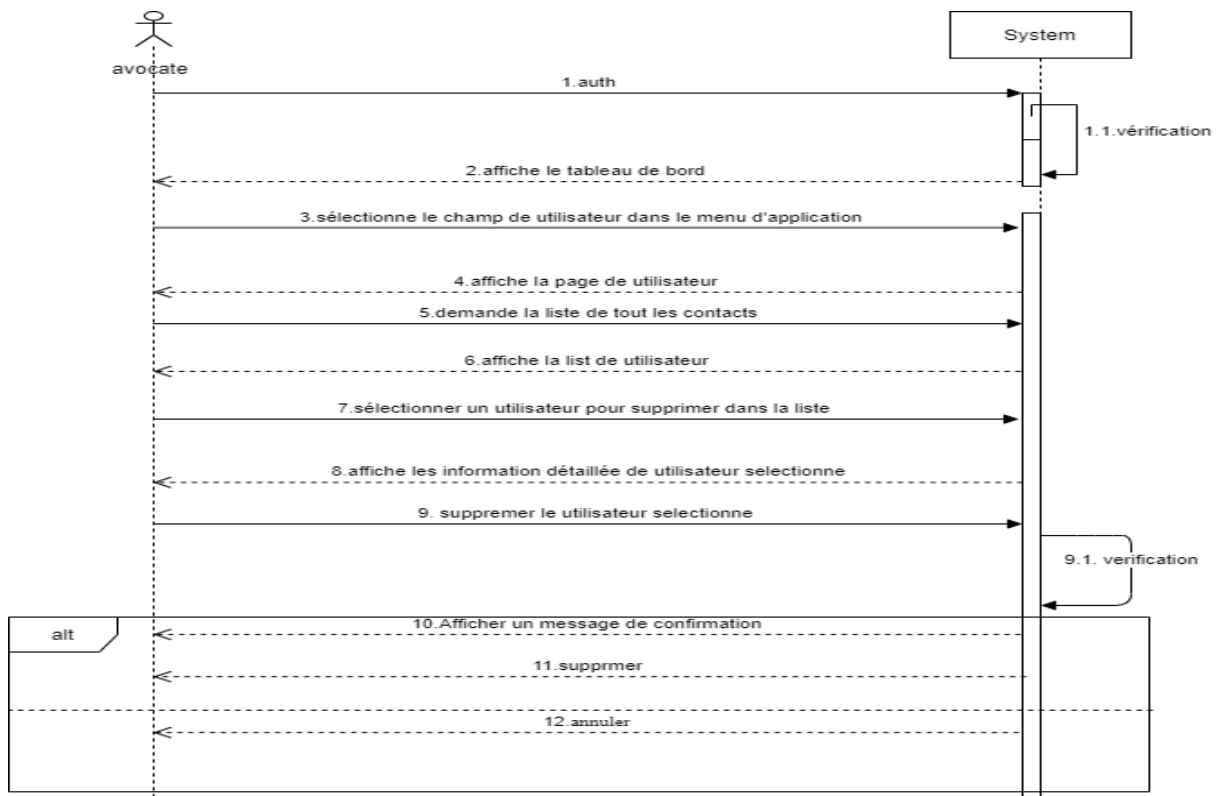 System
avocate
1.auth
1.1.vérification
2.affiche le tableau de bord
3.sélectionne le champ de utilisateur dans le menu d'application
4.affiche la page de utilisateur
5.demande la liste de tout les contacts
6.affiche la list de utilisateur
7.sélectionner un utilisateur pour supprimer dans la liste
8.affiche les information détaillée de utilisateur selectionne
9. suppremer le utilisateur selectionne
9.1. verification
alt
10.Afficher un message de confirmation
11.supprmer
12.annuler